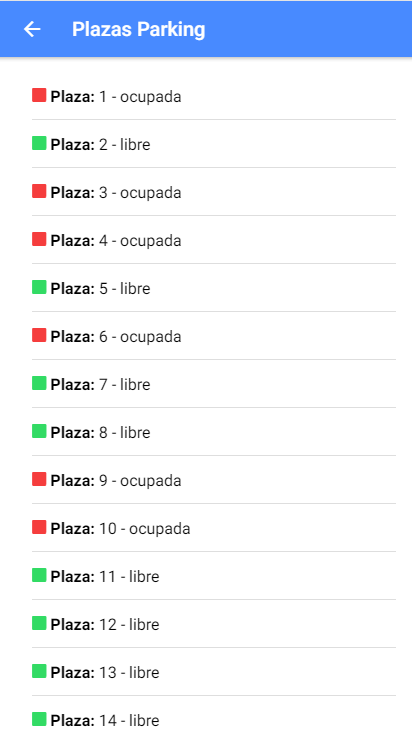 Plazas Parking
Plaza: 1 - ocupada
Plaza: 2 - libre
Plaza: 3 - ocupada
Plaza: 4 - ocupada
Plaza: 5 - libre
Plaza: 6 - ocupada
Plaza: 7 - libre
Plaza: 8 - libre
Plaza: 9 - ocupada
Plaza: 10 - ocupada
Plaza: 11 - libre
Plaza: 12 - libre
Plaza: 13 - libre
Plaza: 14 - libre